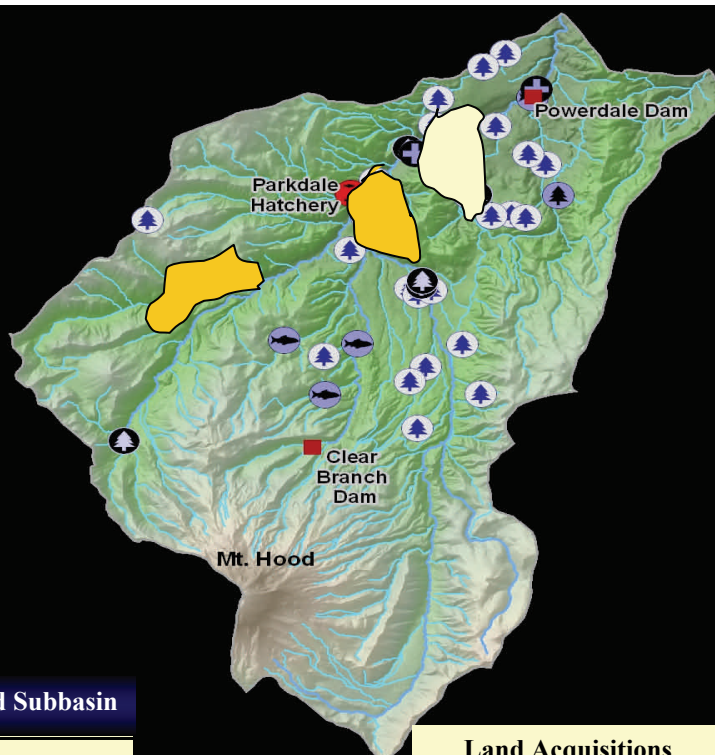 Powerdale Dam
Parkdale
Hatchery
Clear
Branch
Dam
Mt. Hood
Subbasin
Land Acquisitions